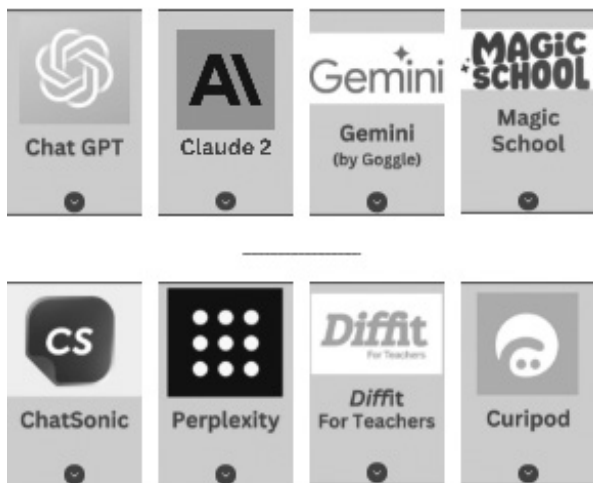 Chat GPT
AI
Claude 2
Gemini
Gemini
(by Goggle)
MAGiC
SCHOOL
Magic
School
CS
ChatSonic
Perplexity
Diffit
For Teachers
Diffit
For Teachers
Curipod